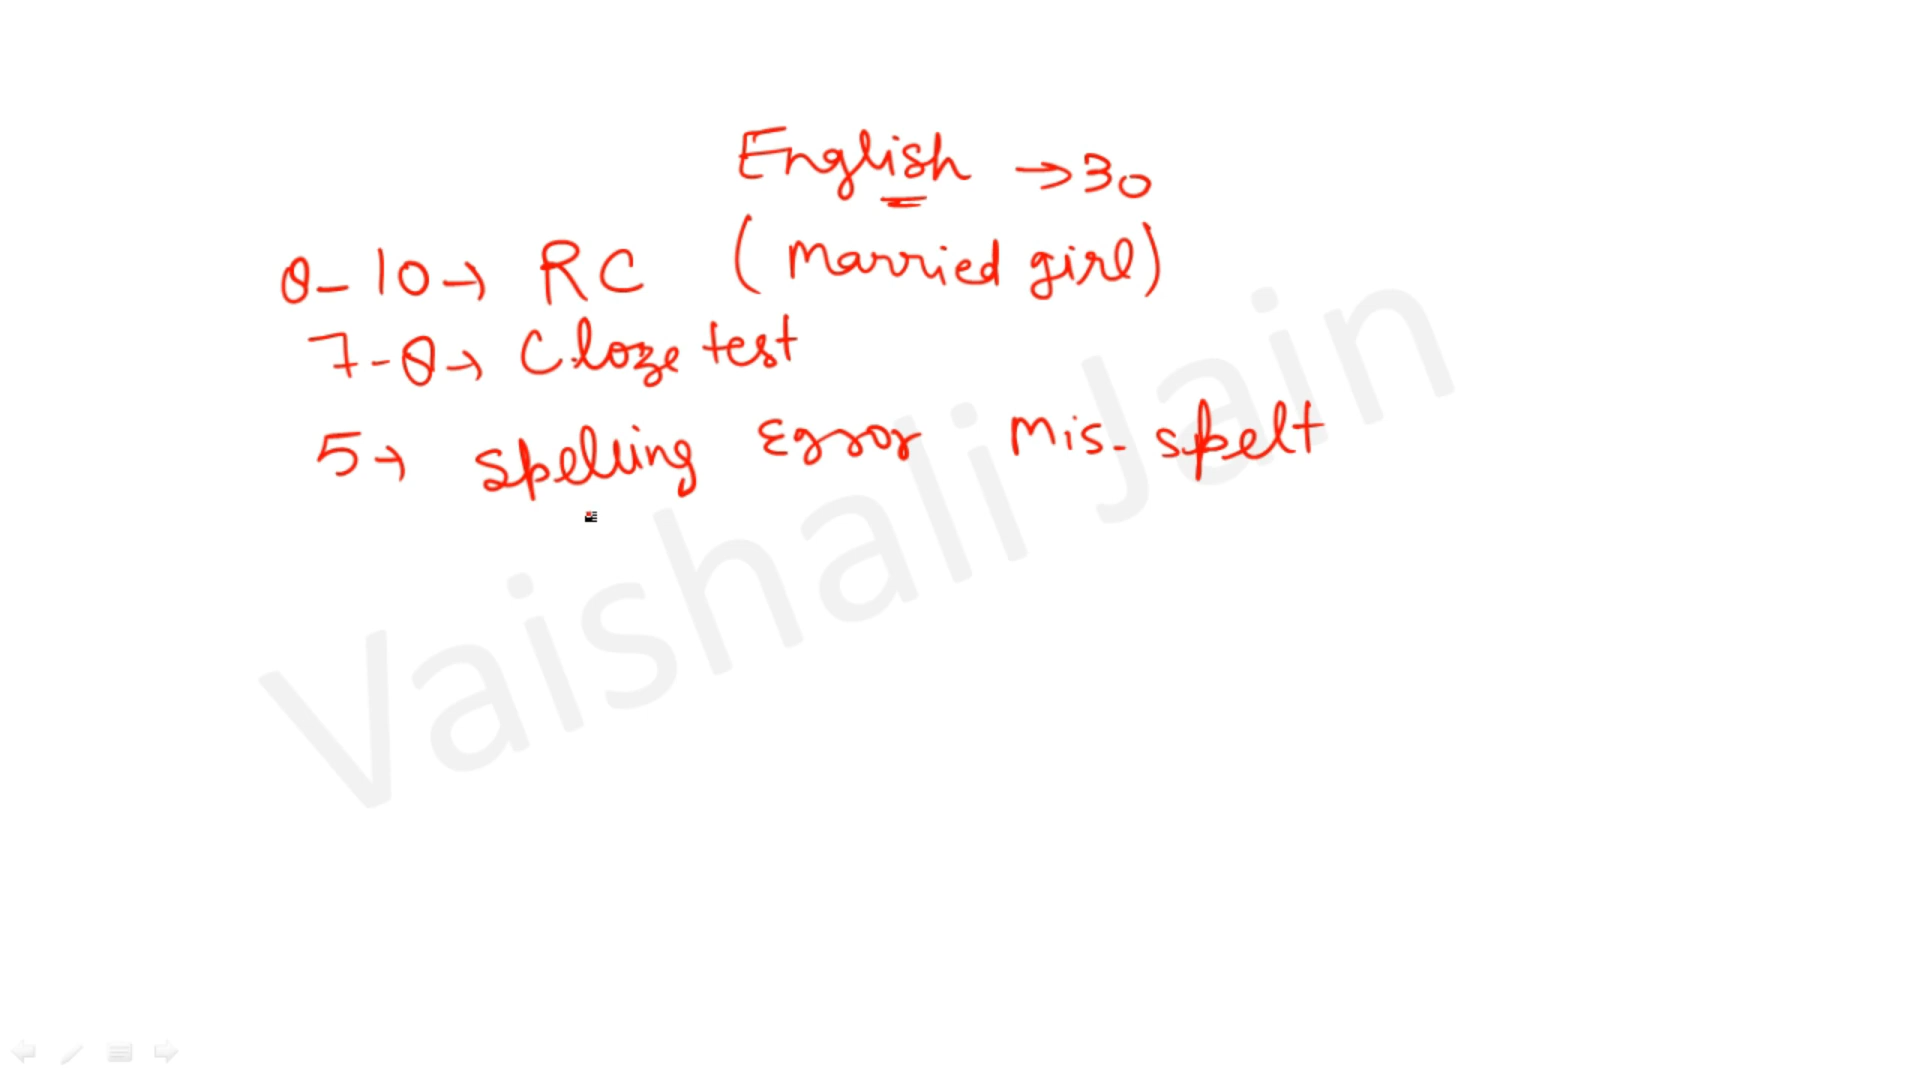 English → 30
8-10 → RC (Married girl)
7-8 → Cloze test
5 → Spelling Error Mis-spelt
Vaishali Jain